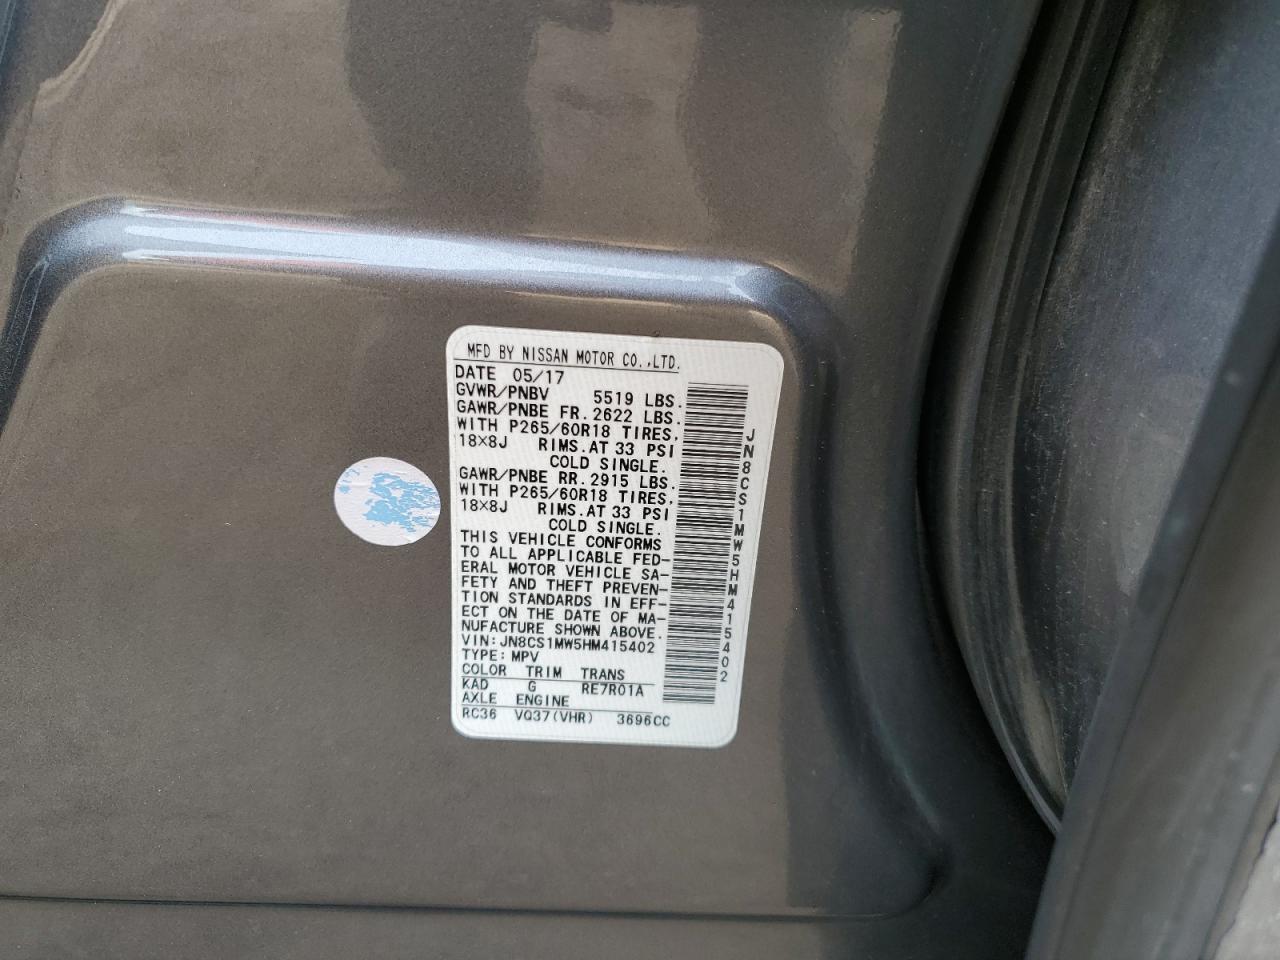 MFD BY NISSAN MOTOR CO.,LTD.
DATE 05/17
GVWR/PNBV 5519 LBS.
GAWR/PNBE FR. 2622 LBS.
WITH P265/60R18 TIRES,
18×8J RIMS. AT 33 PSI
COLD SINGLE.
GAWR/PNBE RR. 2915 LBS.
WITH P265/60R18 TIRES,
18×8J RIMS. AT 33 PSI
COLD SINGLE.
THIS VEHICLE CONFORMS
TO ALL APPLICABLE FED-
ERAL MOTOR VEHICLE SA-
FETY AND THEFT PREVEN-
TION STANDARDS IN EFF-
ECT ON THE DATE OF MA-
NUFACTURE SHOWN ABOVE.
VIN: JN8CS1MW5HM415402
TYPE: MPV
COLOR TRIM TRANS
KAD G RE7R01A
AXLE ENGINE
RC36 VQ37(VHR) 3696CC
JN8CS1MW5HM415402